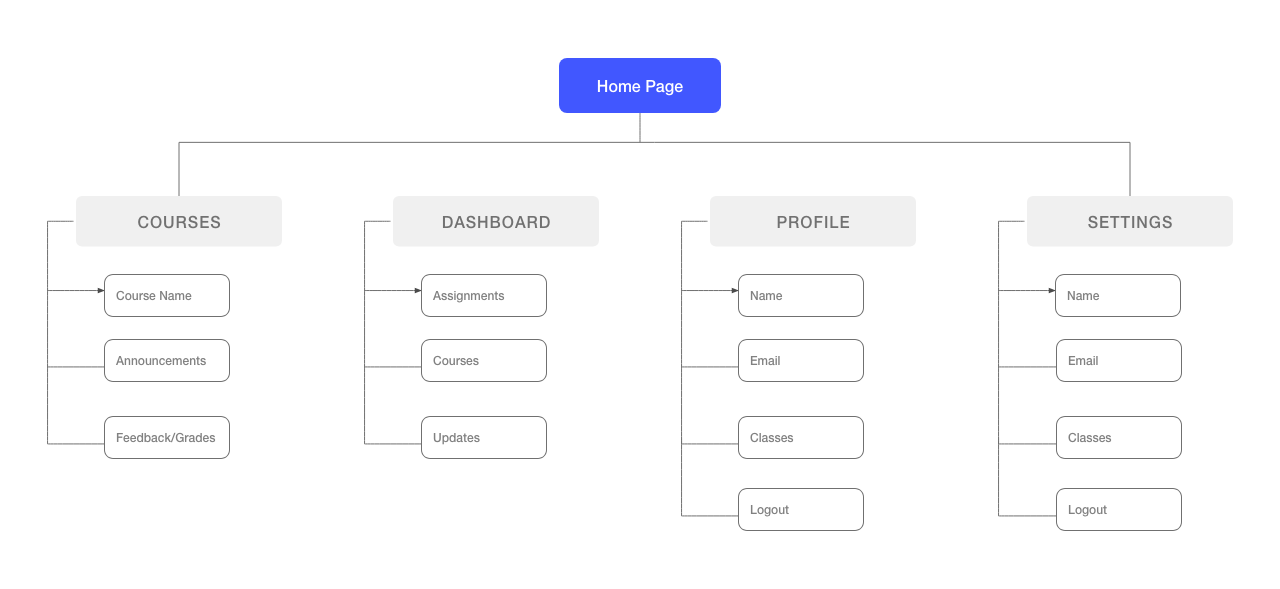 Home Page
COURSES
DASHBOARD
PROFILE
SETTINGS
Course Name
Assignments
Name
Name
Announcements
Courses
Email
Email
Feedback/Grades
Updates
Classes
Classes
Logout
Logout